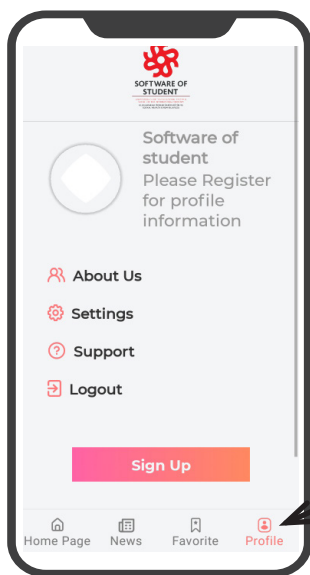 SOFTWARE OF
STUDENT
Software of
student
Please Register
for profile
information
About Us
Settings
Support
Logout
Sign Up
Home Page News Favorite Profile